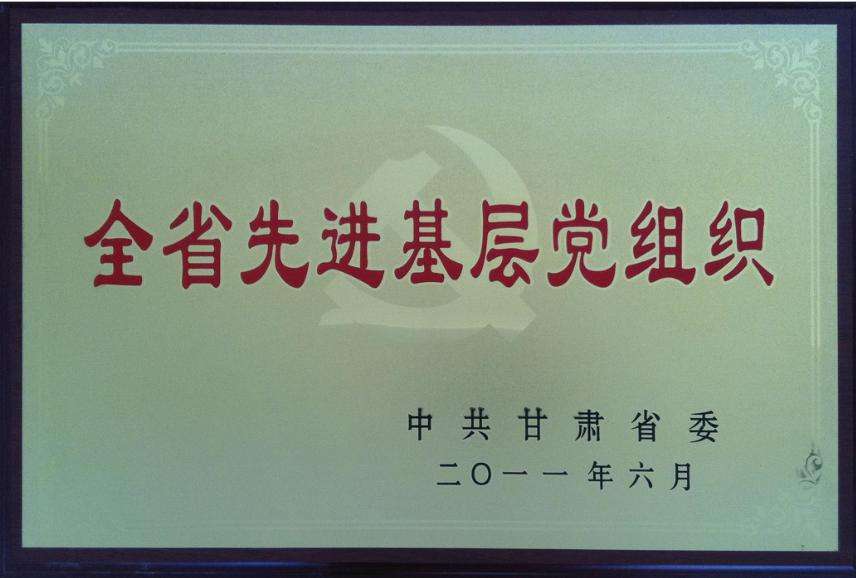 全省先进基层党组织
中共甘肃省委
二〇一一年六月